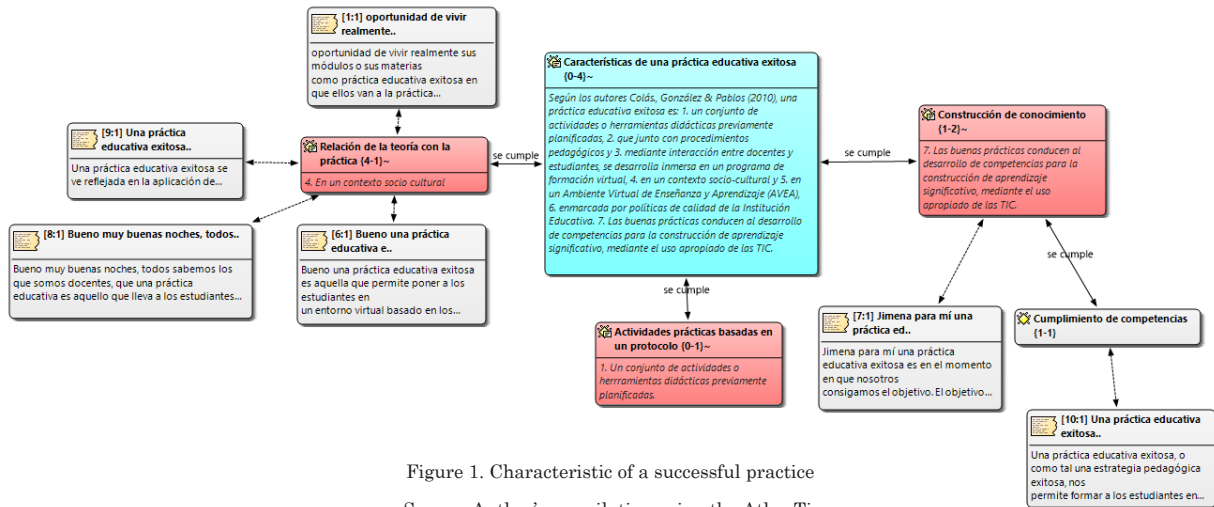 [1:1] oportunidad de vivir
realmente..
oportunidad de vivir realmente sus
módulos o sus materias
como práctica educativa exitosa en
que ellos van a la práctica...
[9:1] Una práctica
educativa exitosa..
Una práctica educativa exitosa se
ve reflejada en la aplicación de...
Relación de la teoría con la
práctica {4-1}~
4. En un contexto socio cultural
[8:1] Bueno muy buenas noches, todos..
Bueno muy buenas noches, todos sabemos los
que somos docentes, que una práctica
educativa es aquello que lleva a los estudiantes...
[6:1] Bueno una práctica
educativa e..
Bueno una práctica educativa exitosa
es aquella que permite poner a los
estudiantes en
un entorno virtual basado en los...
se cumple
Características de una práctica educativa exitosa
{0-4}~
Según los autores Colás, González & Pablos (2010), una
práctica educativa exitosa es: 1. un conjunto de
actividades o herramientas didácticas previamente
planificadas, 2. que junto con procedimientos
pedagógicos y 3. mediante interacción entre docentes y
estudiantes, se desarrolla inmersa en un programa de
formación virtual, 4. en un contexto socio-cultural y 5. en
un Ambiente Virtual de Enseñanza y Aprendizaje (AVEA),
6. enmarcada por políticas de calidad de la Institución
Educativa. 7. Las buenas prácticas conducen al desarrollo
de competencias para la construcción de aprendizaje
significativo, mediante el uso apropiado de las TIC.
se cumple
Actividades prácticas basadas en
un protocolo {0-1}~
1. Un conjunto de actividades o
herrramientas didácticas previamente
planificadas.
se cumple
Construcción de conocimiento
{1-2}~
7. Las buenas prácticas conducen al
desarrollo de competencias para la
construcción de aprendizaje
significativo, mediante el uso
apropiado de las TIC.
se cumple
[7:1] Jimena para mí una
práctica ed..
Jimena para mí una práctica
educativa exitosa es en el momento
en que nosotros
consigamos el objetivo. El objetivo...
Cumplimiento de competencias
{1-1}
[10:1] Una práctica educativa
exitosa..
Una práctica educativa exitosa, o
como tal una estrategia pedagógica
exitosa, nos
permite formar a los estudiantes en...
Figure 1. Characteristic of a successful practice